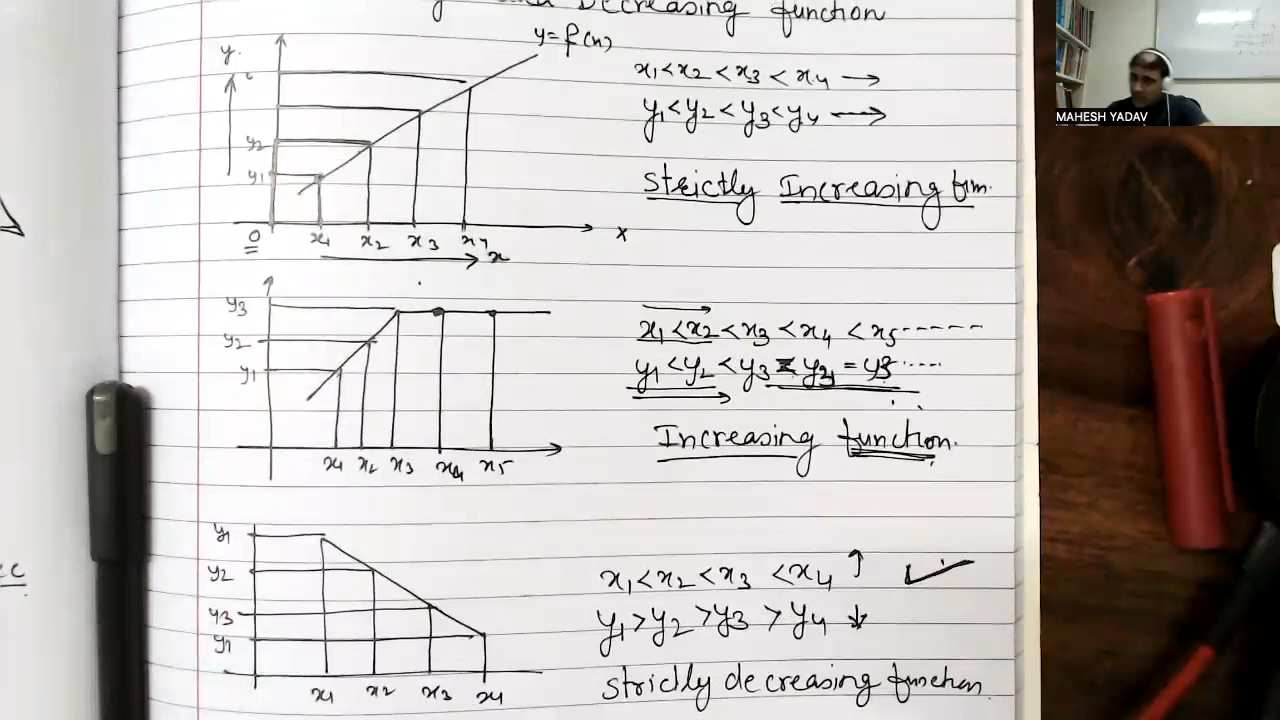 Decreasing function
y = f(x)
y
y2
y1
0
x1 x2 x3 x4
x
x
x1 < x2 < x3 < x4 →
y1 < y2 < y3 < y4 →
Strictly Increasing fun.
y3
y2
y1
x1 x2 x3 x4 x5
x1 < x2 < x3 < x4 < x5 ------
y1 < y2 < y3
Increasing function.
y1
y2
y3
y4
x1 x2 x3 x4
x1 < x2 < x3 < x4 ↑ ✓
y1 > y2 > y3 > y4 ↓
Strictly decreasing function.
MAHESH YADAV